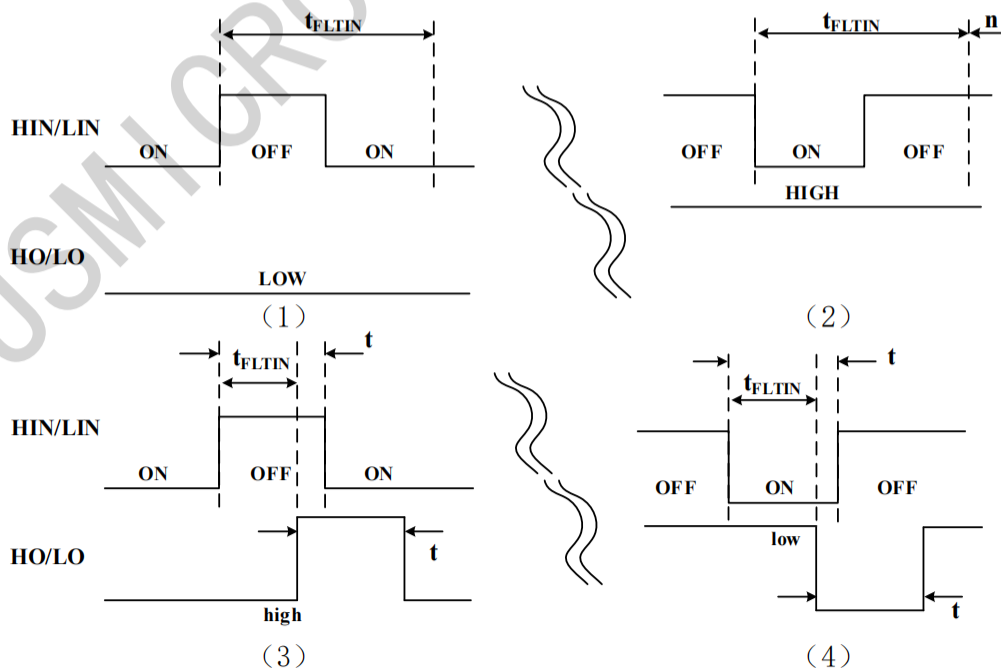 tFLTIN
HIN/LIN
ON OFF ON
HO/LO
LOW
(1)
tFLTIN n
OFF ON OFF
HIGH
(2)
t
tFLTIN
HIN/LIN
ON OFF ON
HO/LO
t
high
(3)
t
tFLTIN
OFF ON OFF
low
t
(4)